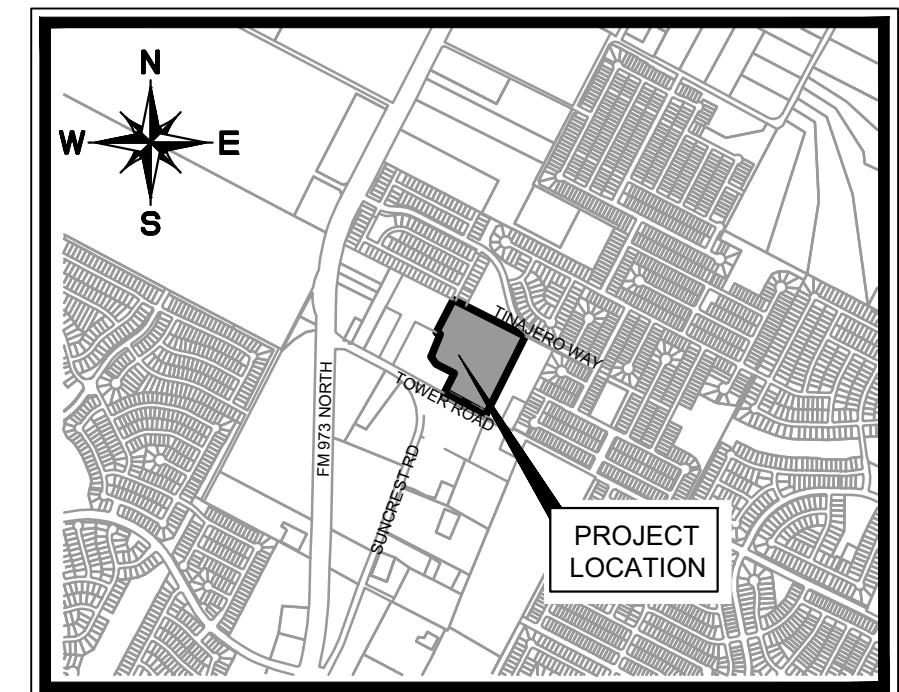 N
W E
S
TINAJERO WAY
TOWER ROAD
FM 973 NORTH
SUNCREST RD
PROJECT
LOCATION